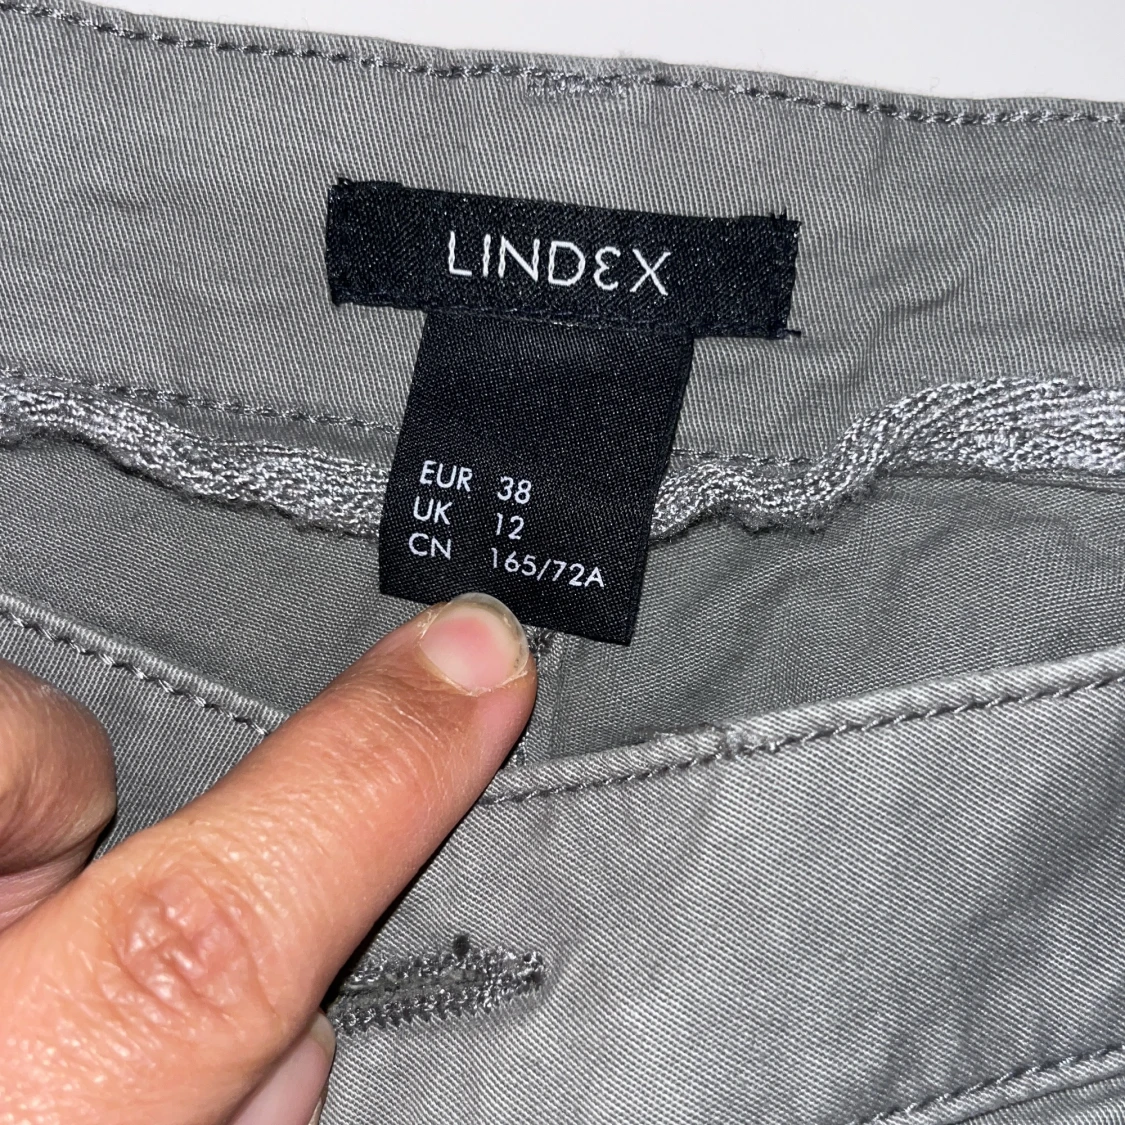 LINDEX
EUR 38
UK 12
CN 165/72A